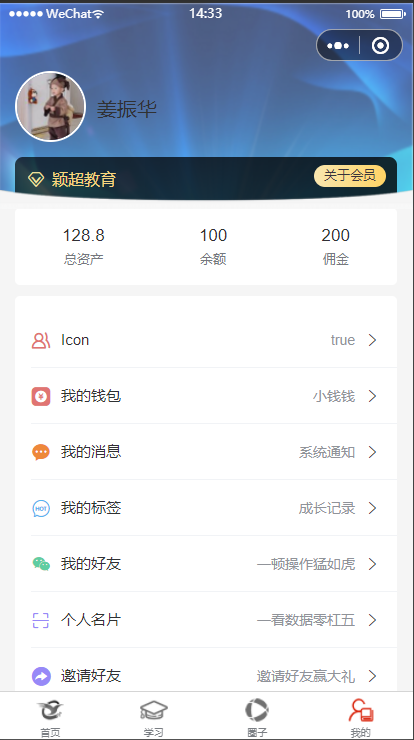 WeChat 14:33 100%
姜振华
颖超教育 关于会员
128.8 100 200
总资产 余额 佣金
Icon true
我的钱包 小钱钱
我的消息 系统通知
HOT 我的标签 成长记录
我的好友 一顿操作猛如虎
个人名片 一看数据零杠五
邀请好友 邀请好友赢大礼
首页 学习 圈子 我的